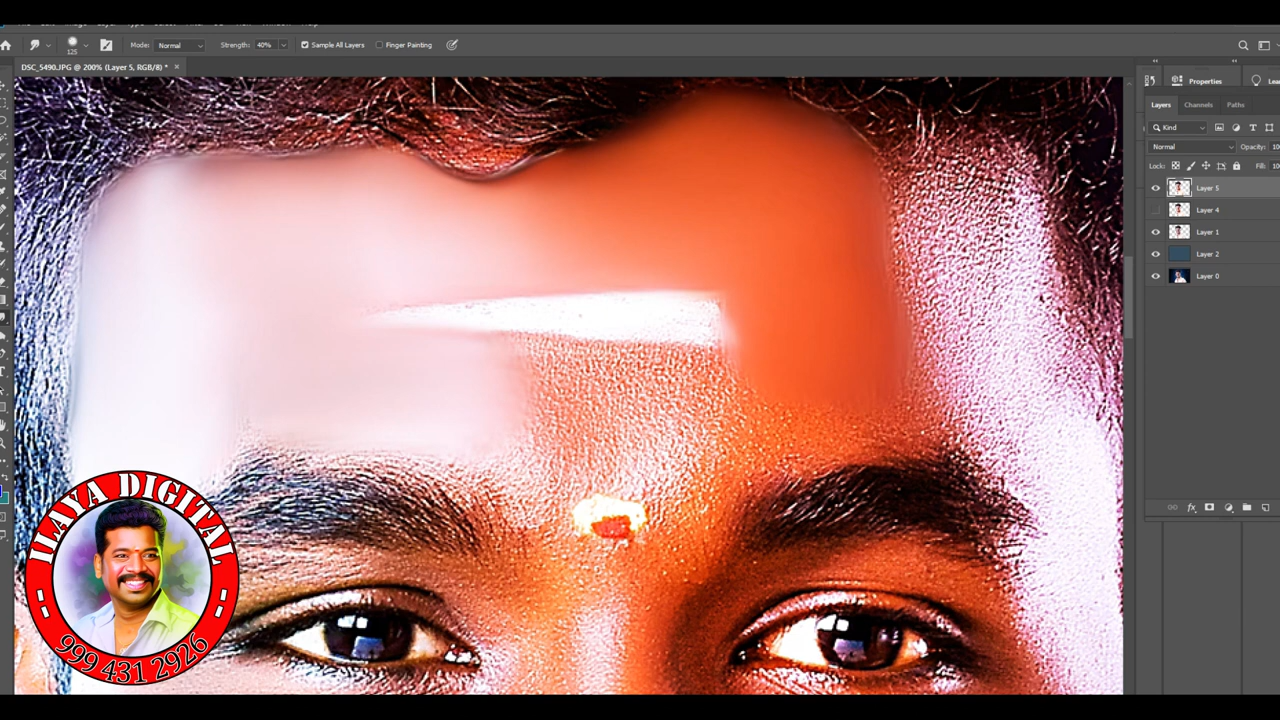 125
Mode: Normal
Strength: 40%
Sample All Layers
Finger Painting
DSC_5490.JPG @ 200% (Layer 5, RGB/8) *
Properties
Layers
Channels
Paths
Kind
Normal
Opacity:
Lock:
Fill:
Layer 5
Layer 4
Layer 1
Layer 2
Layer 0
ILAYA DIGITAL
999 431 2926